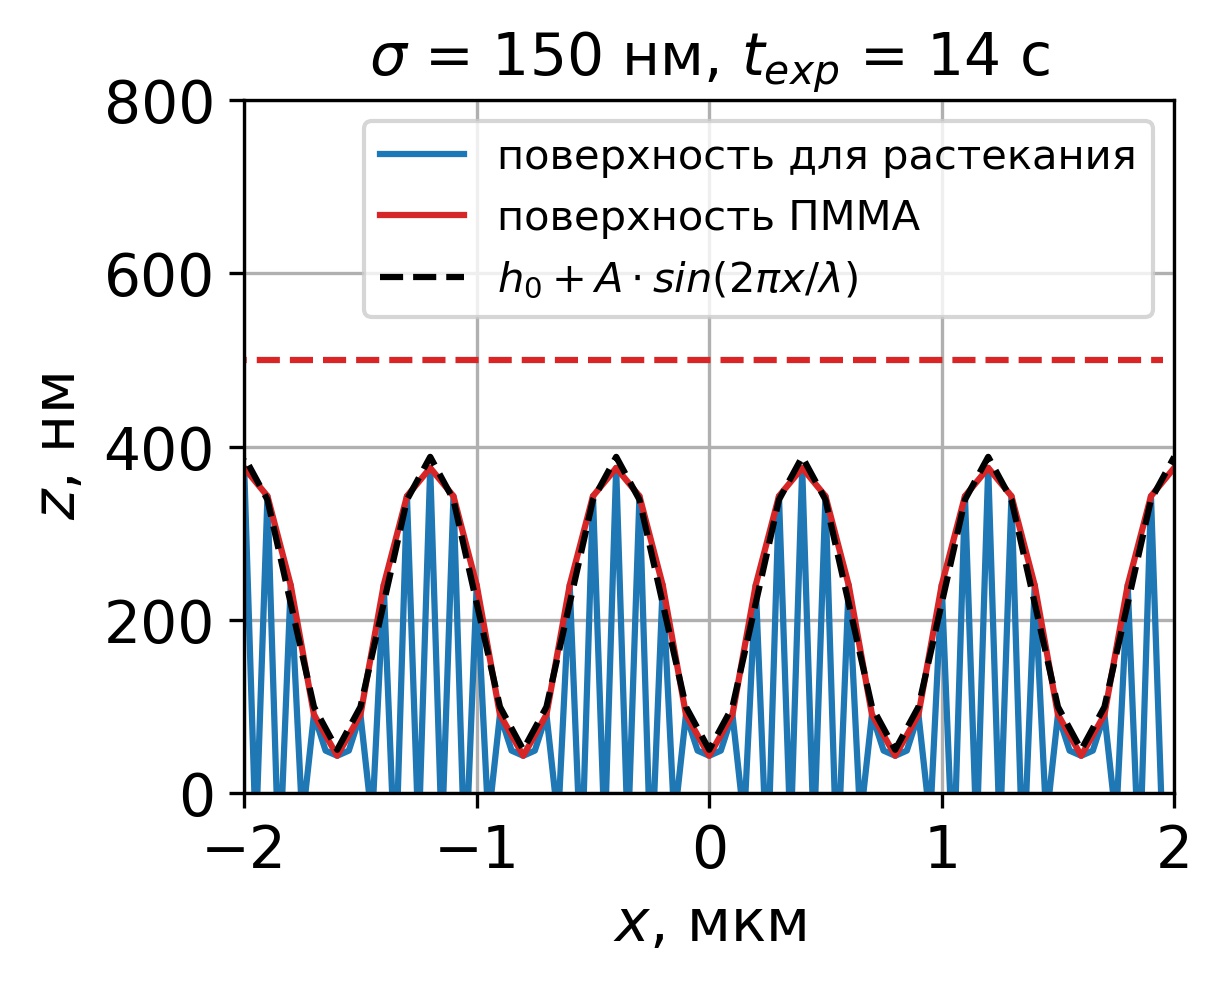 σ = 150 нм, t_exp = 14 с
800
600
400
200
0
z, нм
поверхность для растекания
поверхность ПММА
h₀ + A · sin(2πx/λ)
−2 −1 0 1 2
x, мкм